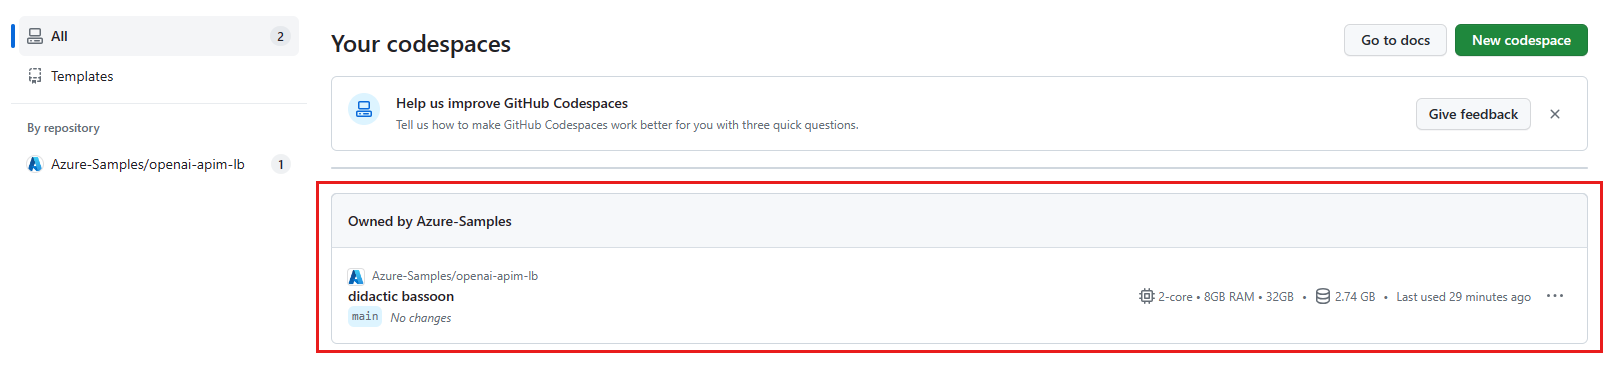 All 2
Templates
By repository
Azure-Samples/openai-apim-lb 1
Your codespaces
Go to docs
New codespace
Help us improve GitHub Codespaces
Tell us how to make GitHub Codespaces work better for you with three quick questions.
Give feedback
Owned by Azure-Samples
Azure-Samples/openai-apim-lb
didactic bassoon
2-core • 8GB RAM • 32GB • 2.74 GB • Last used 29 minutes ago
main No changes